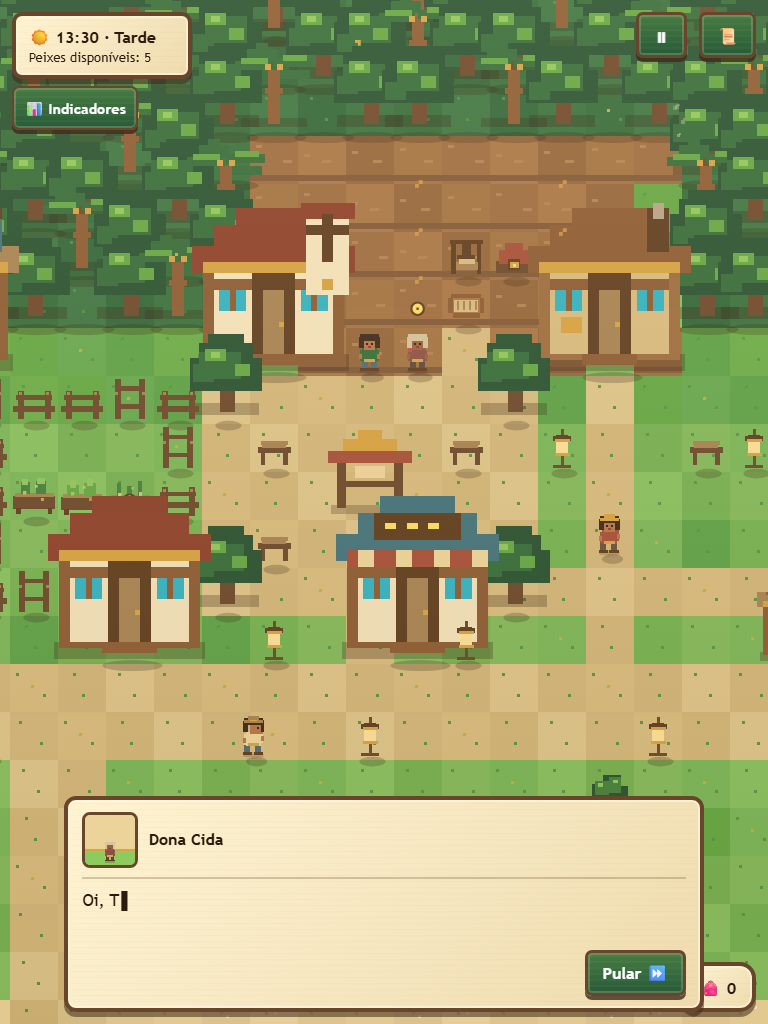 13:30 · Tarde
Peixes disponíveis: 5
Indicadores
Dona Cida
Oi, T
Pular
0